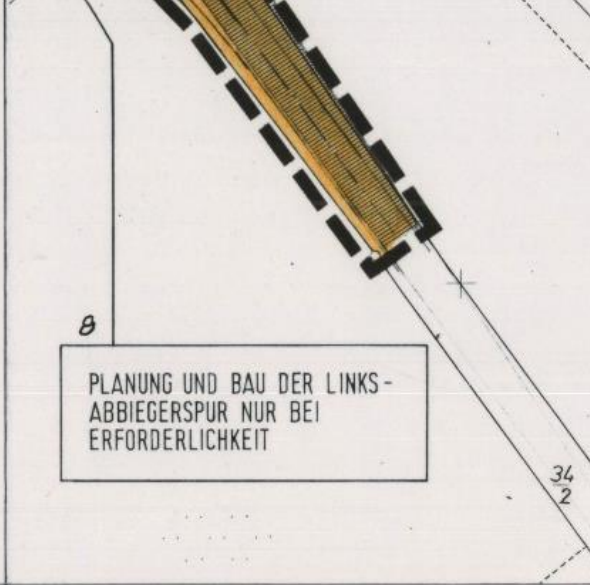 8
PLANUNG UND BAU DER LINKS-
ABBIEGERSPUR NUR BEI
ERFORDERLICHKEIT
34
2